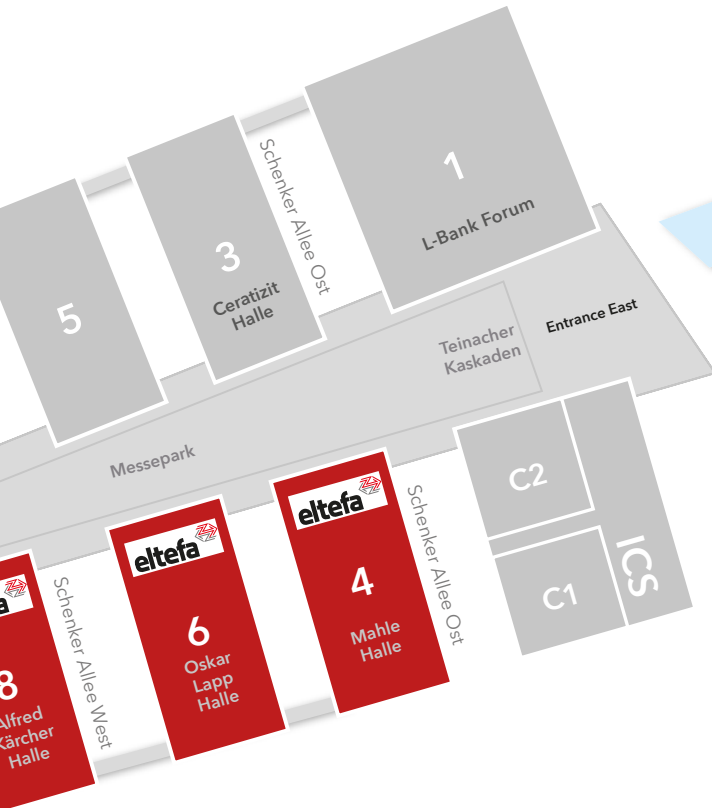 1
L-Bank Forum
Schenker Allee Ost
3
Ceratizit
Halle
5
Entrance East
Teinacher
Kaskaden
Messepark
C2
C1
ICS
eltefa
4
Mahle
Halle
Schenker Allee Ost
eltefa
6
Oskar
Lapp
Halle
Schenker Allee West
fa
8
Alfred
Kärcher
Halle